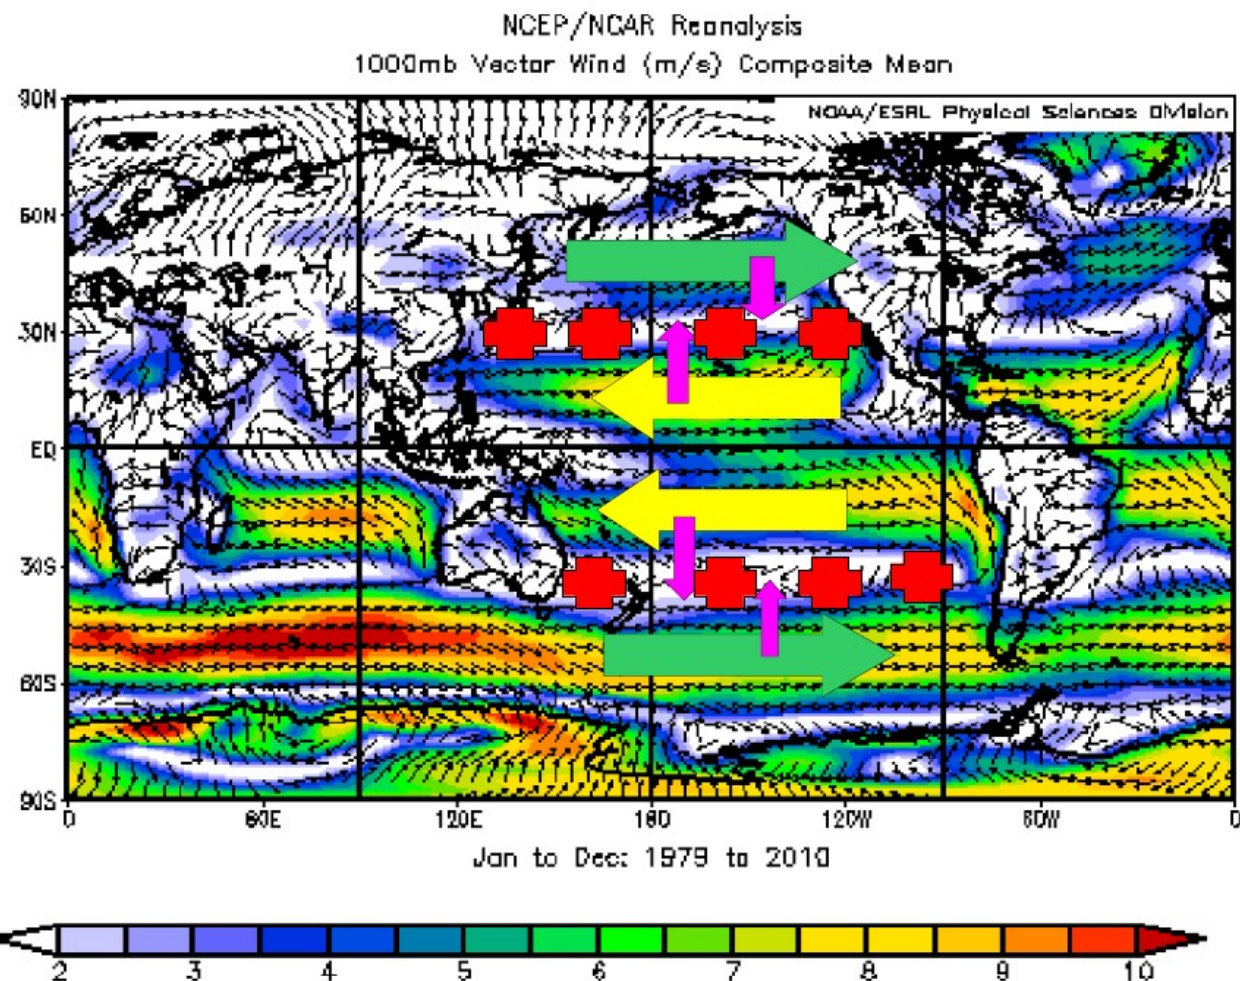 NCEP/NCAR Reanalysis
1000mb Vector Wind (m/s) Composite Mean
NOAA/ESRL Physical Sciences Division
90N
60N
30N
EQ
30S
60S
90S
0 60E 120E 180 120W 60W 0
Jan to Dec: 1979 to 2010
2 3 4 5 6 7 8 9 10